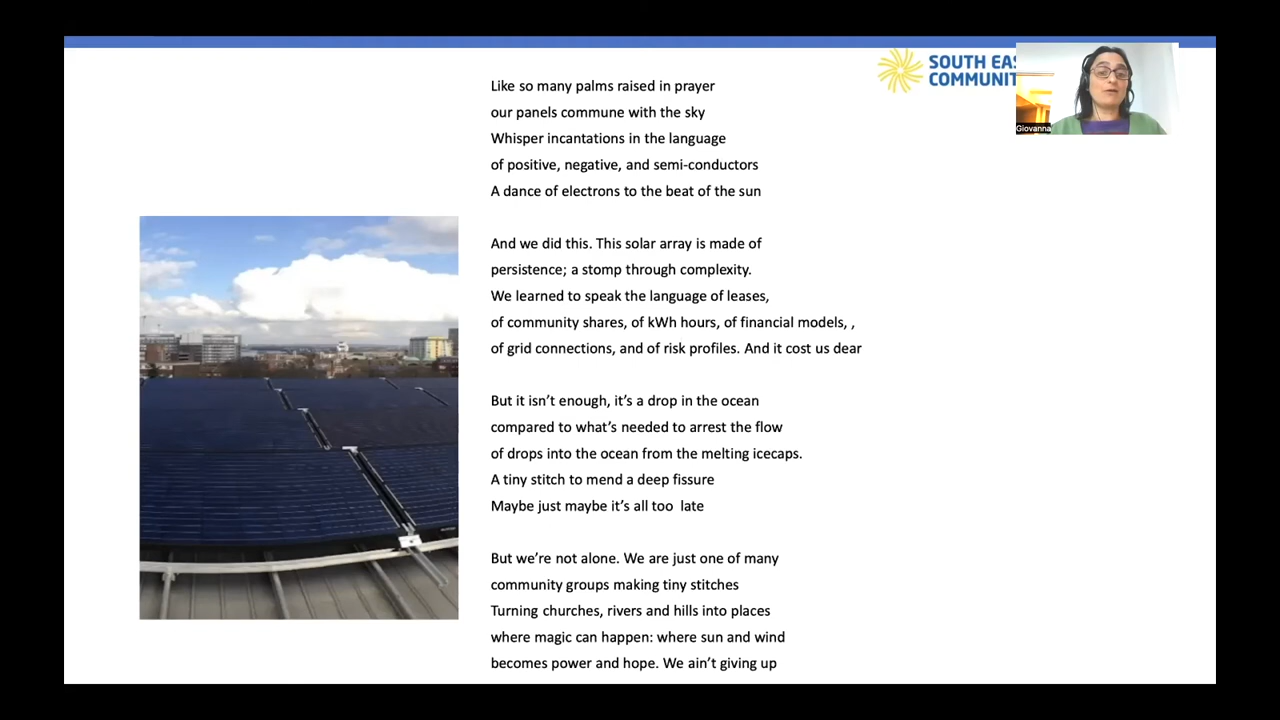 SOUTH EAS
COMMUNIT
Giovanna
Like so many palms raised in prayer
our panels commune with the sky
Whisper incantations in the language
of positive, negative, and semi-conductors
A dance of electrons to the beat of the sun
And we did this. This solar array is made of
persistence; a stomp through complexity.
We learned to speak the language of leases,
of community shares, of kWh hours, of financial models, ,
of grid connections, and of risk profiles. And it cost us dear
But it isn’t enough, it’s a drop in the ocean
compared to what’s needed to arrest the flow
of drops into the ocean from the melting icecaps.
A tiny stitch to mend a deep fissure
Maybe just maybe it’s all too  late
But we’re not alone. We are just one of many
community groups making tiny stitches
Turning churches, rivers and hills into places
where magic can happen: where sun and wind
becomes power and hope. We ain’t giving up